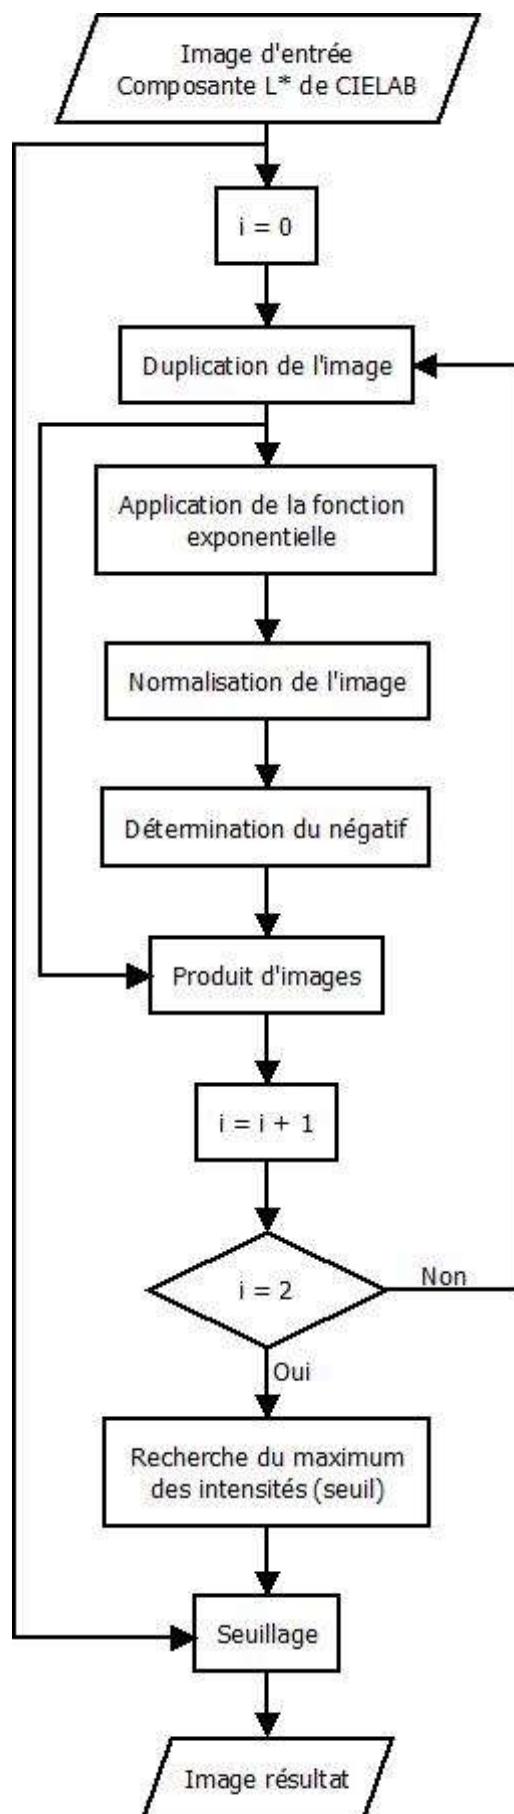 Image d'entrée
Composante L* de CIELAB
i = 0
Duplication de l'image
Application de la fonction
exponentielle
Normalisation de l'image
Détermination du négatif
Produit d'images
i = i + 1
i = 2
Non
Oui
Recherche du maximum
des intensités (seuil)
Seuillage
Image résultat